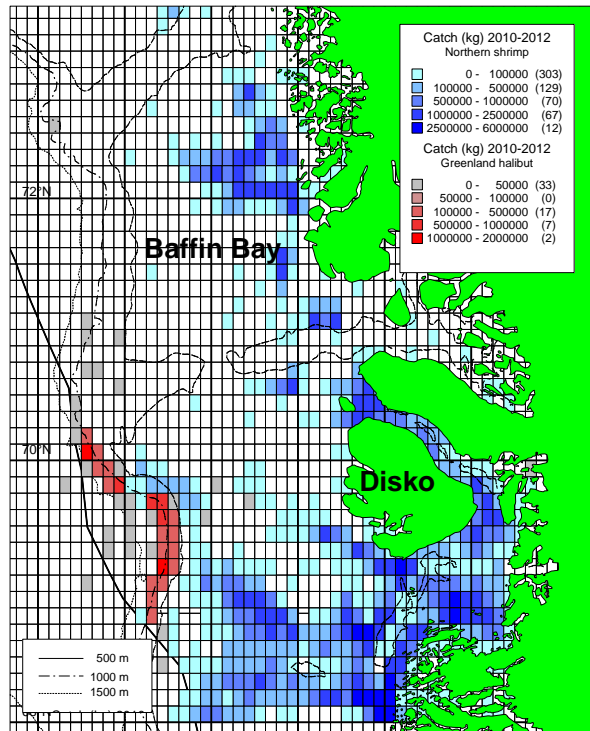 Catch (kg) 2010-2012
Northern shrimp
0 - 100000 (303)
100000 - 500000 (129)
500000 - 1000000 (70)
1000000 - 2500000 (67)
2500000 - 6000000 (12)
Catch (kg) 2010-2012
Greenland halibut
0 - 50000 (33)
50000 - 100000 (0)
100000 - 500000 (17)
500000 - 1000000 (7)
1000000 - 2000000 (2)
72°N
Baffin Bay
70°N
Disko
500 m
1000 m
1500 m